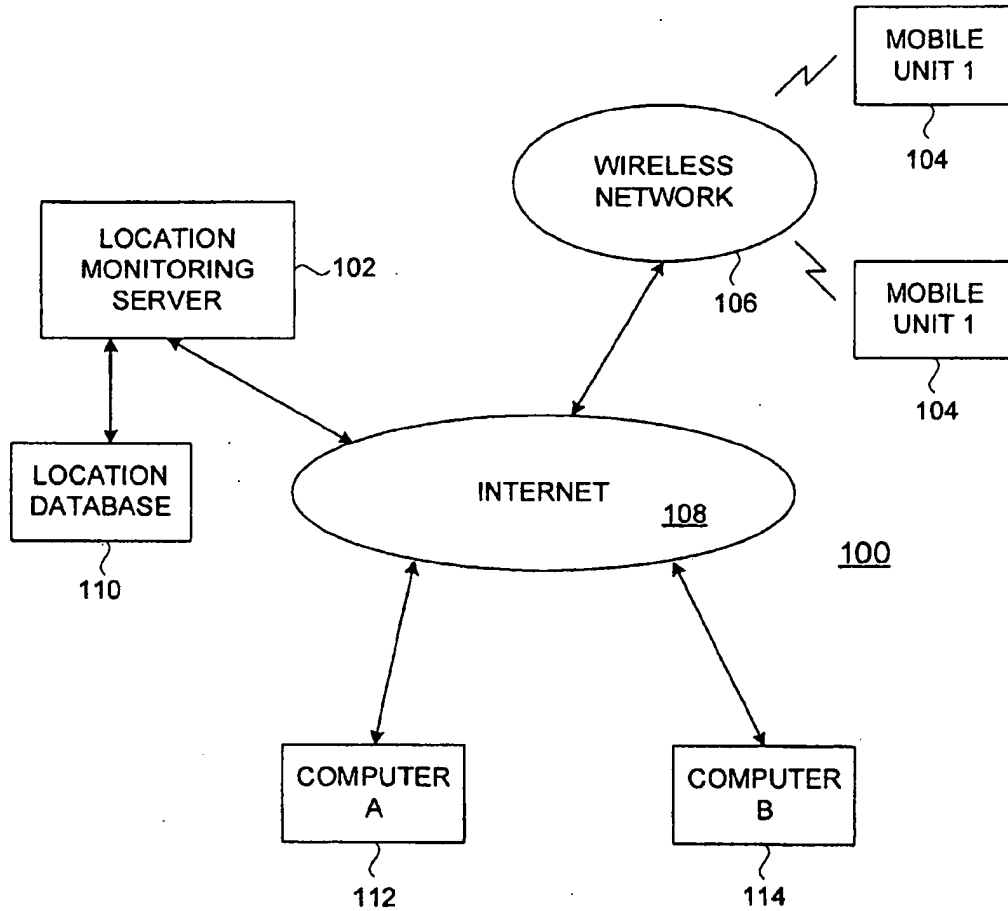 MOBILE
UNIT 1
104
WIRELESS
NETWORK
106
LOCATION
MONITORING
SERVER
102
MOBILE
UNIT 1
104
LOCATION
DATABASE
110
INTERNET
108
100
COMPUTER
A
112
COMPUTER
B
114